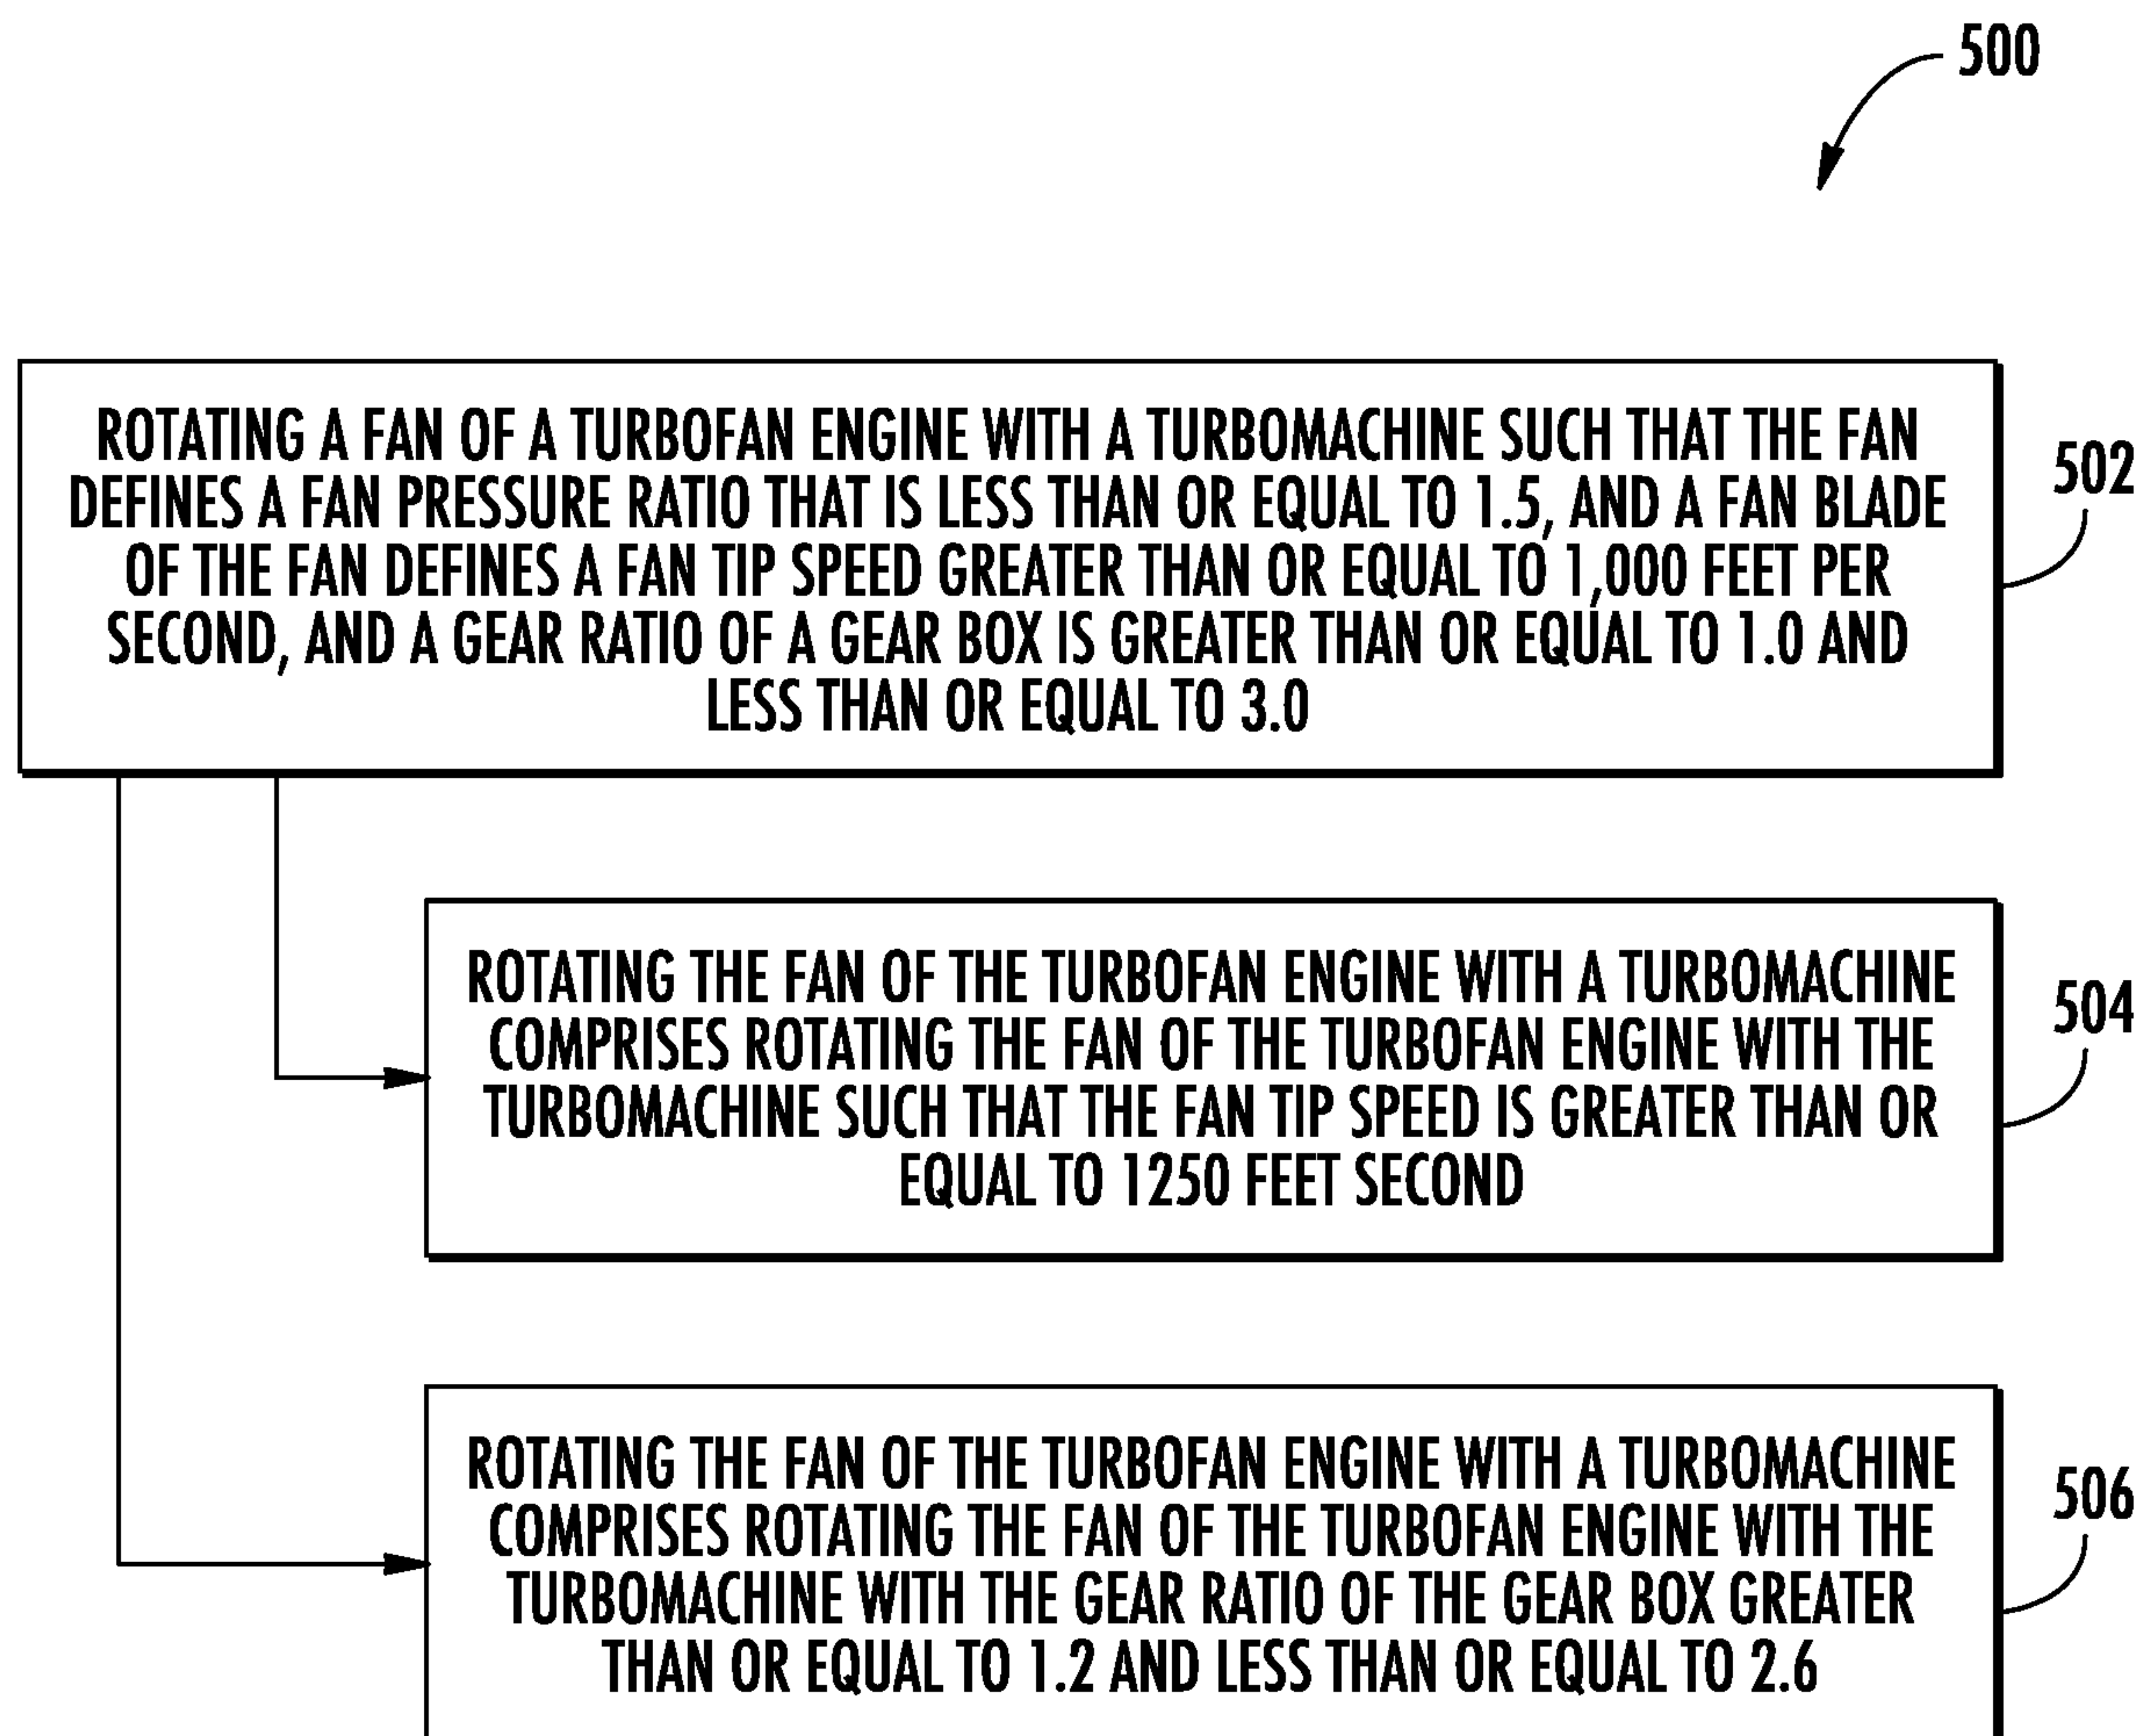 500
ROTATING A FAN OF A TURBOFAN ENGINE WITH A TURBOMACHINE SUCH THAT THE FAN
DEFINES A FAN PRESSURE RATIO THAT IS LESS THAN OR EQUAL TO 1.5, AND A FAN BLADE
OF THE FAN DEFINES A FAN TIP SPEED GREATER THAN OR EQUAL TO 1,000 FEET PER
SECOND, AND A GEAR RATIO OF A GEAR BOX IS GREATER THAN OR EQUAL TO 1.0 AND
LESS THAN OR EQUAL TO 3.0
502
ROTATING THE FAN OF THE TURBOFAN ENGINE WITH A TURBOMACHINE
COMPRISES ROTATING THE FAN OF THE TURBOFAN ENGINE WITH THE
TURBOMACHINE SUCH THAT THE FAN TIP SPEED IS GREATER THAN OR
EQUAL TO 1250 FEET SECOND
504
ROTATING THE FAN OF THE TURBOFAN ENGINE WITH A TURBOMACHINE
COMPRISES ROTATING THE FAN OF THE TURBOFAN ENGINE WITH THE
TURBOMACHINE WITH THE GEAR RATIO OF THE GEAR BOX GREATER
THAN OR EQUAL TO 1.2 AND LESS THAN OR EQUAL TO 2.6
506